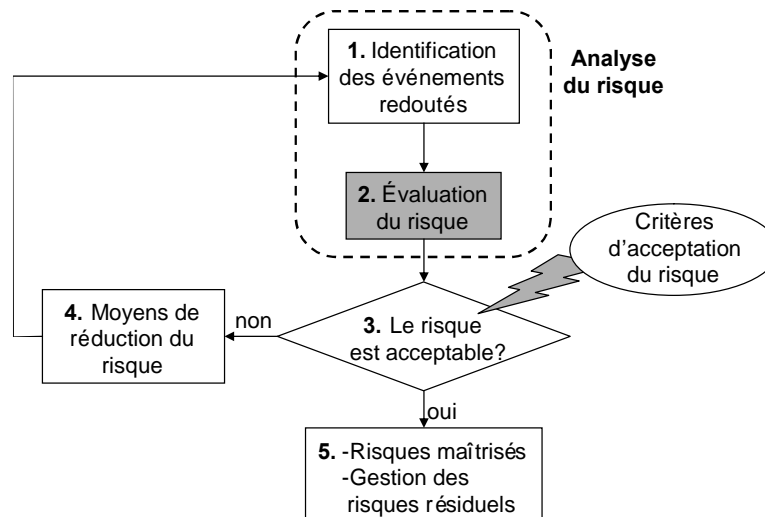 1. Identification
des événements
redoutés
Analyse
du risque
2. Évaluation
du risque
Critères
d’acceptation
du risque
4. Moyens de
réduction du
risque
non
3. Le risque
est acceptable?
oui
5. -Risques maîtrisés
-Gestion des
risques résiduels